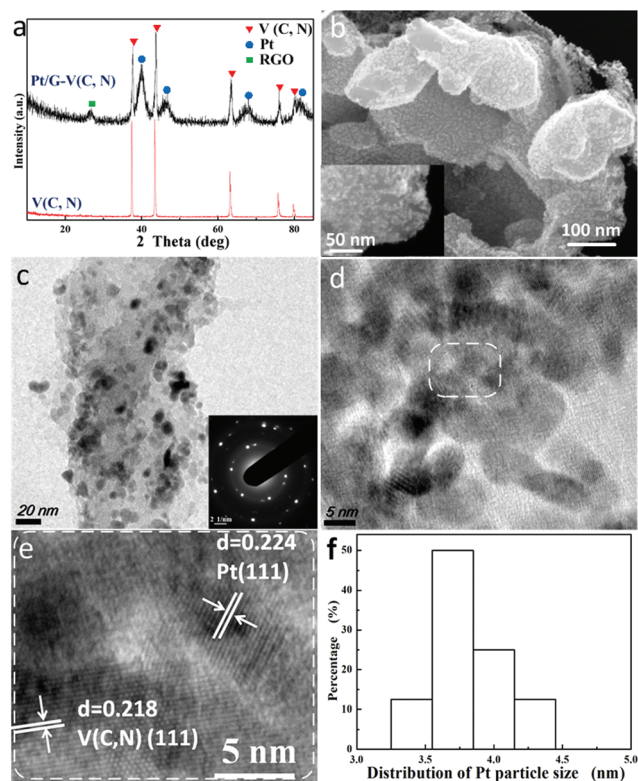 a
V (C, N)
Pt
RGO
Pt/G-V(C, N)
V(C, N)
Intensity (a.u.)
20 40 60 80
2 Theta (deg)
b
50 nm
100 nm
c
20 nm
2 1/nm
d
5 nm
e
d=0.224
Pt(111)
d=0.218
V(C,N) (111)
5 nm
f
Percentage (%)
50
40
30
20
10
0
3.0 3.5 4.0 4.5 5.0
Distribution of Pt particle size (nm)